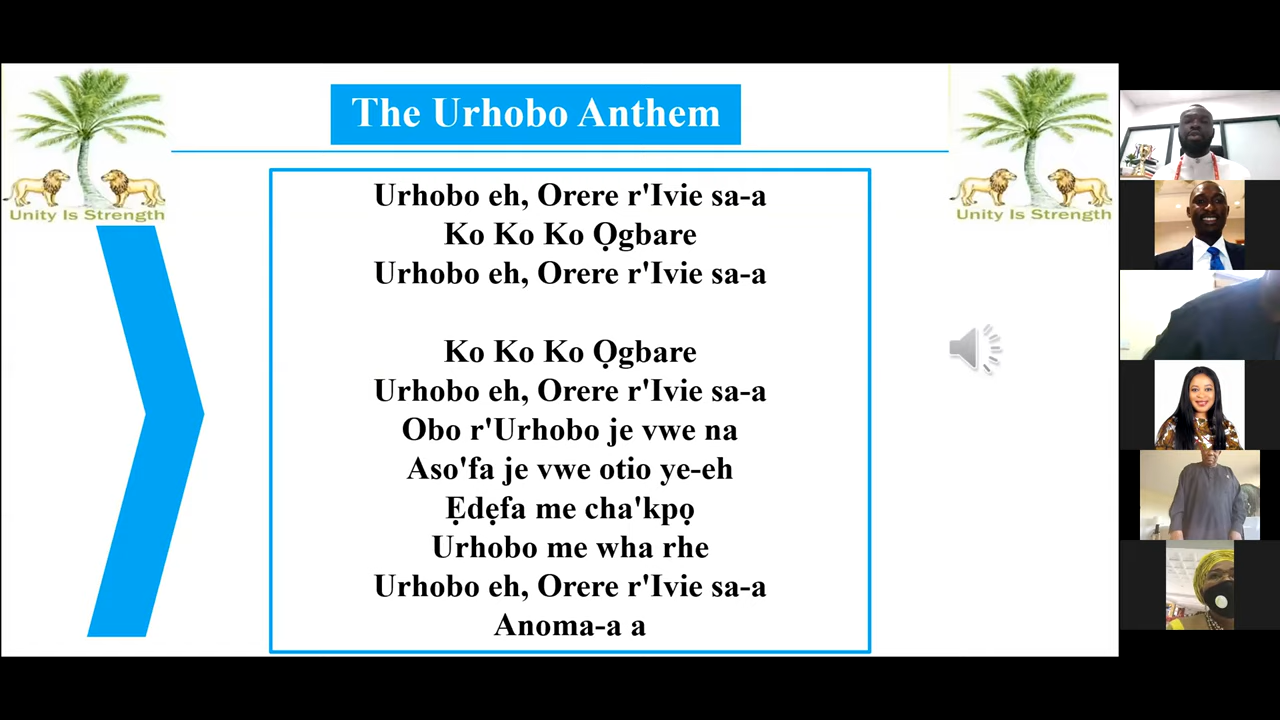 The Urhobo Anthem
Unity Is Strength
Unity Is Strength
Urhobo eh, Orere r'Ivie sa-a
Ko Ko Ko Ọgbare
Urhobo eh, Orere r'Ivie sa-a
Ko Ko Ko Ọgbare
Urhobo eh, Orere r'Ivie sa-a
Obo r'Urhobo je vwe na
Aso'fa je vwe otio ye-eh
Ẹdẹfa me cha'kpọ
Urhobo me wha rhe
Urhobo eh, Orere r'Ivie sa-a
Anoma-a a